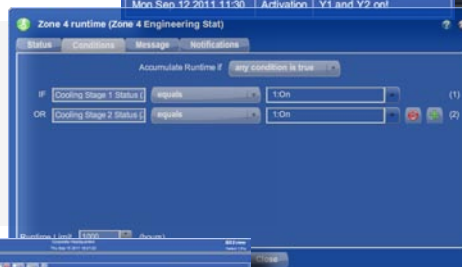 Mon Sep 12 2011 11:30 Activation Y1 and Y2 on!
Zone 4 runtime (Zone 4 Engineering Stat)
Status Conditions Message Notifications
Accumulate Runtime if any condition is true
IF Cooling Stage 1 Status ( equals 1:On (1)
OR Cooling Stage 2 Status ( equals 1:On (2)
Runtime Limit 1000 (hours)
Close